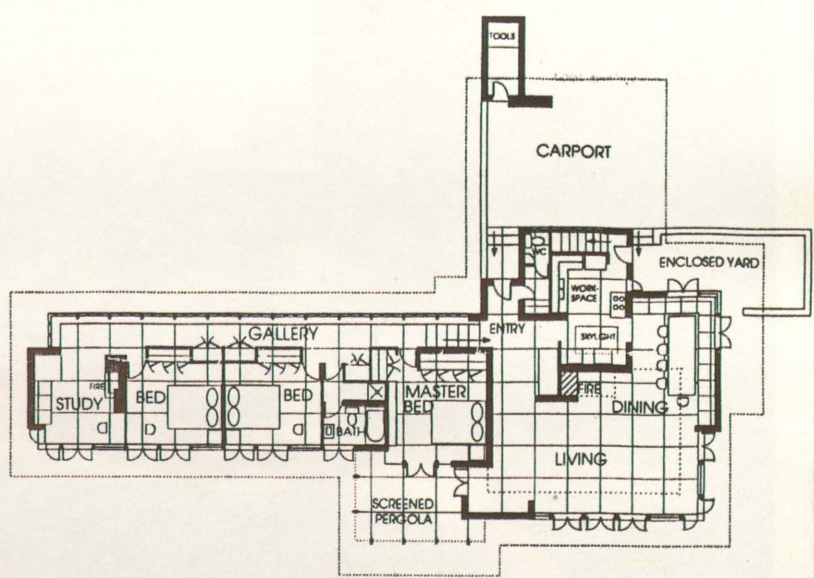 TOOLS
CARPORT
WC
ENCLOSED YARD
WORK-
SPACE
ENTRY
SKYLIGHT
GALLERY
FIRE
STUDY
BED
BED
BATH
MASTER
BED
FIRE
DINING
LIVING
SCREENED
PERGOLA